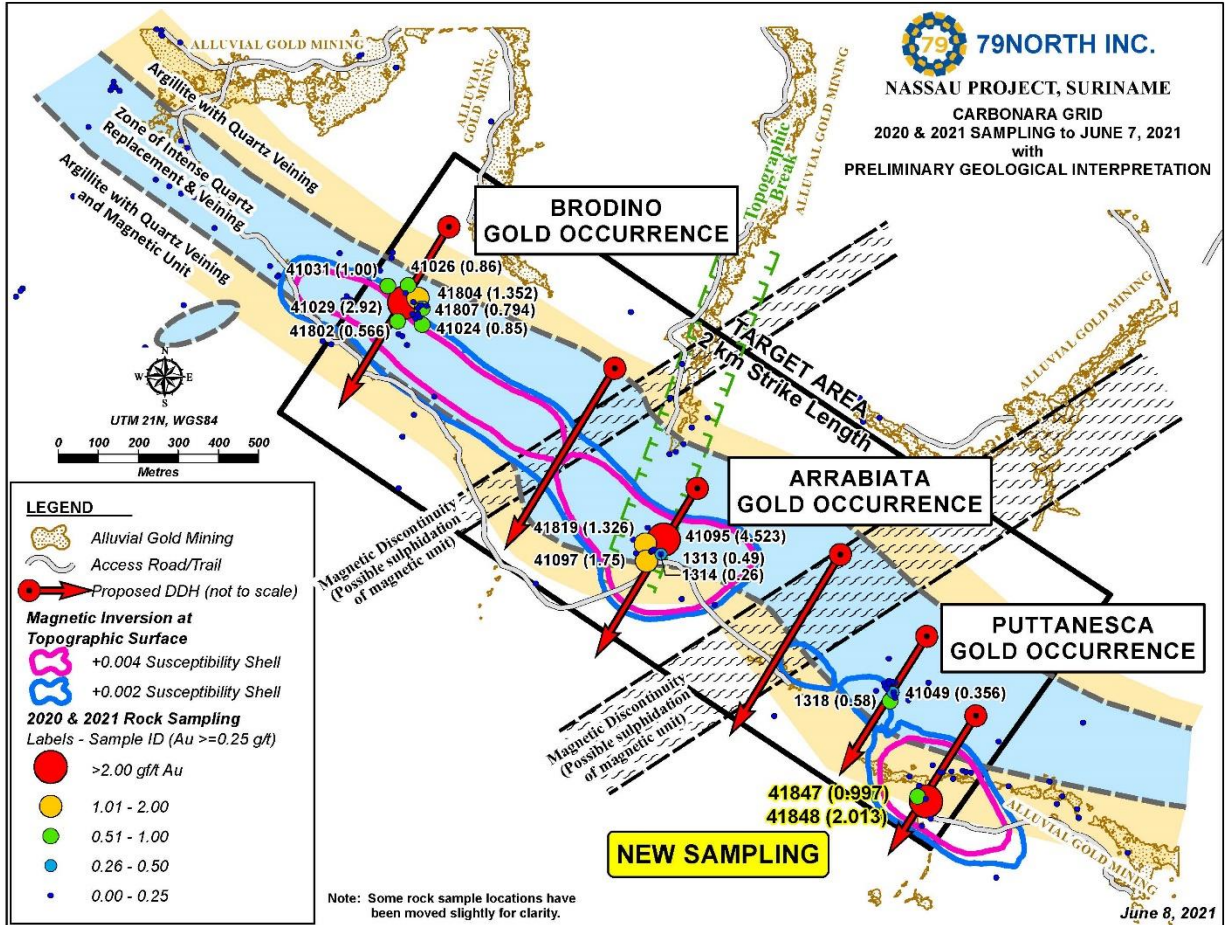 79
79NORTH INC.
NASSAU PROJECT, SURINAME
CARBONARA GRID
2020 & 2021 SAMPLING to JUNE 7, 2021
with
PRELIMINARY GEOLOGICAL INTERPRETATION
ALLUVIAL GOLD MINING
ALLUVIAL
GOLD MINING
ALLUVIAL GOLD MINING
Topographic
Break
Argillite with Quartz Veining
Zone of Intense Quartz
Replacement & Veining
Argillite with Quartz Veining
and Magnetic Unit
BRODINO
GOLD OCCURRENCE
41031 (1.00)
41026 (0.86)
41804 (1.352)
41029 (2.92)
41807 (0.794)
41802 (0.566)
41024 (0.85)
TARGET AREA
2 km Strike Length
ALLUVIAL GOLD MINING
N
W
E
S
UTM 21N, WGS84
0 100 200 300 400 500
Metres
ARRABIATA
GOLD OCCURRENCE
41819 (1.326)
41095 (4.523)
41097 (1.75)
1313 (0.49)
1314 (0.26)
Magnetic Discontinuity
(Possible sulphidation
of magnetic unit)
PUTTANESCA
GOLD OCCURRENCE
1318 (0.58)
41049 (0.356)
Magnetic Discontinuity
(Possible sulphidation
of magnetic unit)
41847 (0.997)
41848 (2.013)
NEW SAMPLING
ALLUVIAL GOLD MINING
LEGEND
Alluvial Gold Mining
Access Road/Trail
Proposed DDH (not to scale)
Magnetic Inversion at
Topographic Surface
+0.004 Susceptibility Shell
+0.002 Susceptibility Shell
2020 & 2021 Rock Sampling
Labels - Sample ID (Au >=0.25 g/t)
>2.00 gf/t Au
1.01 - 2.00
0.51 - 1.00
0.26 - 0.50
0.00 - 0.25
Note: Some rock sample locations have
been moved slightly for clarity.
June 8, 2021